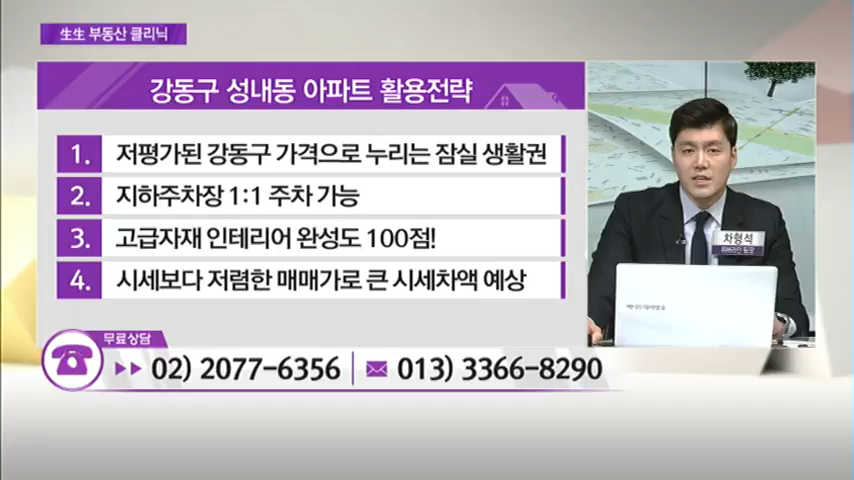 生生 부동산 클리닉
강동구 성내동 아파트 활용전략
1. 저평가된 강동구 가격으로 누리는 잠실 생활권
2. 지하주차장 1:1 주차 가능
3. 고급자재 인테리어 완성도 100점!
4. 시세보다 저렴한 매매가로 큰 시세차액 예상
차형석
무료상담
02) 2077-6356 013) 3366-8290